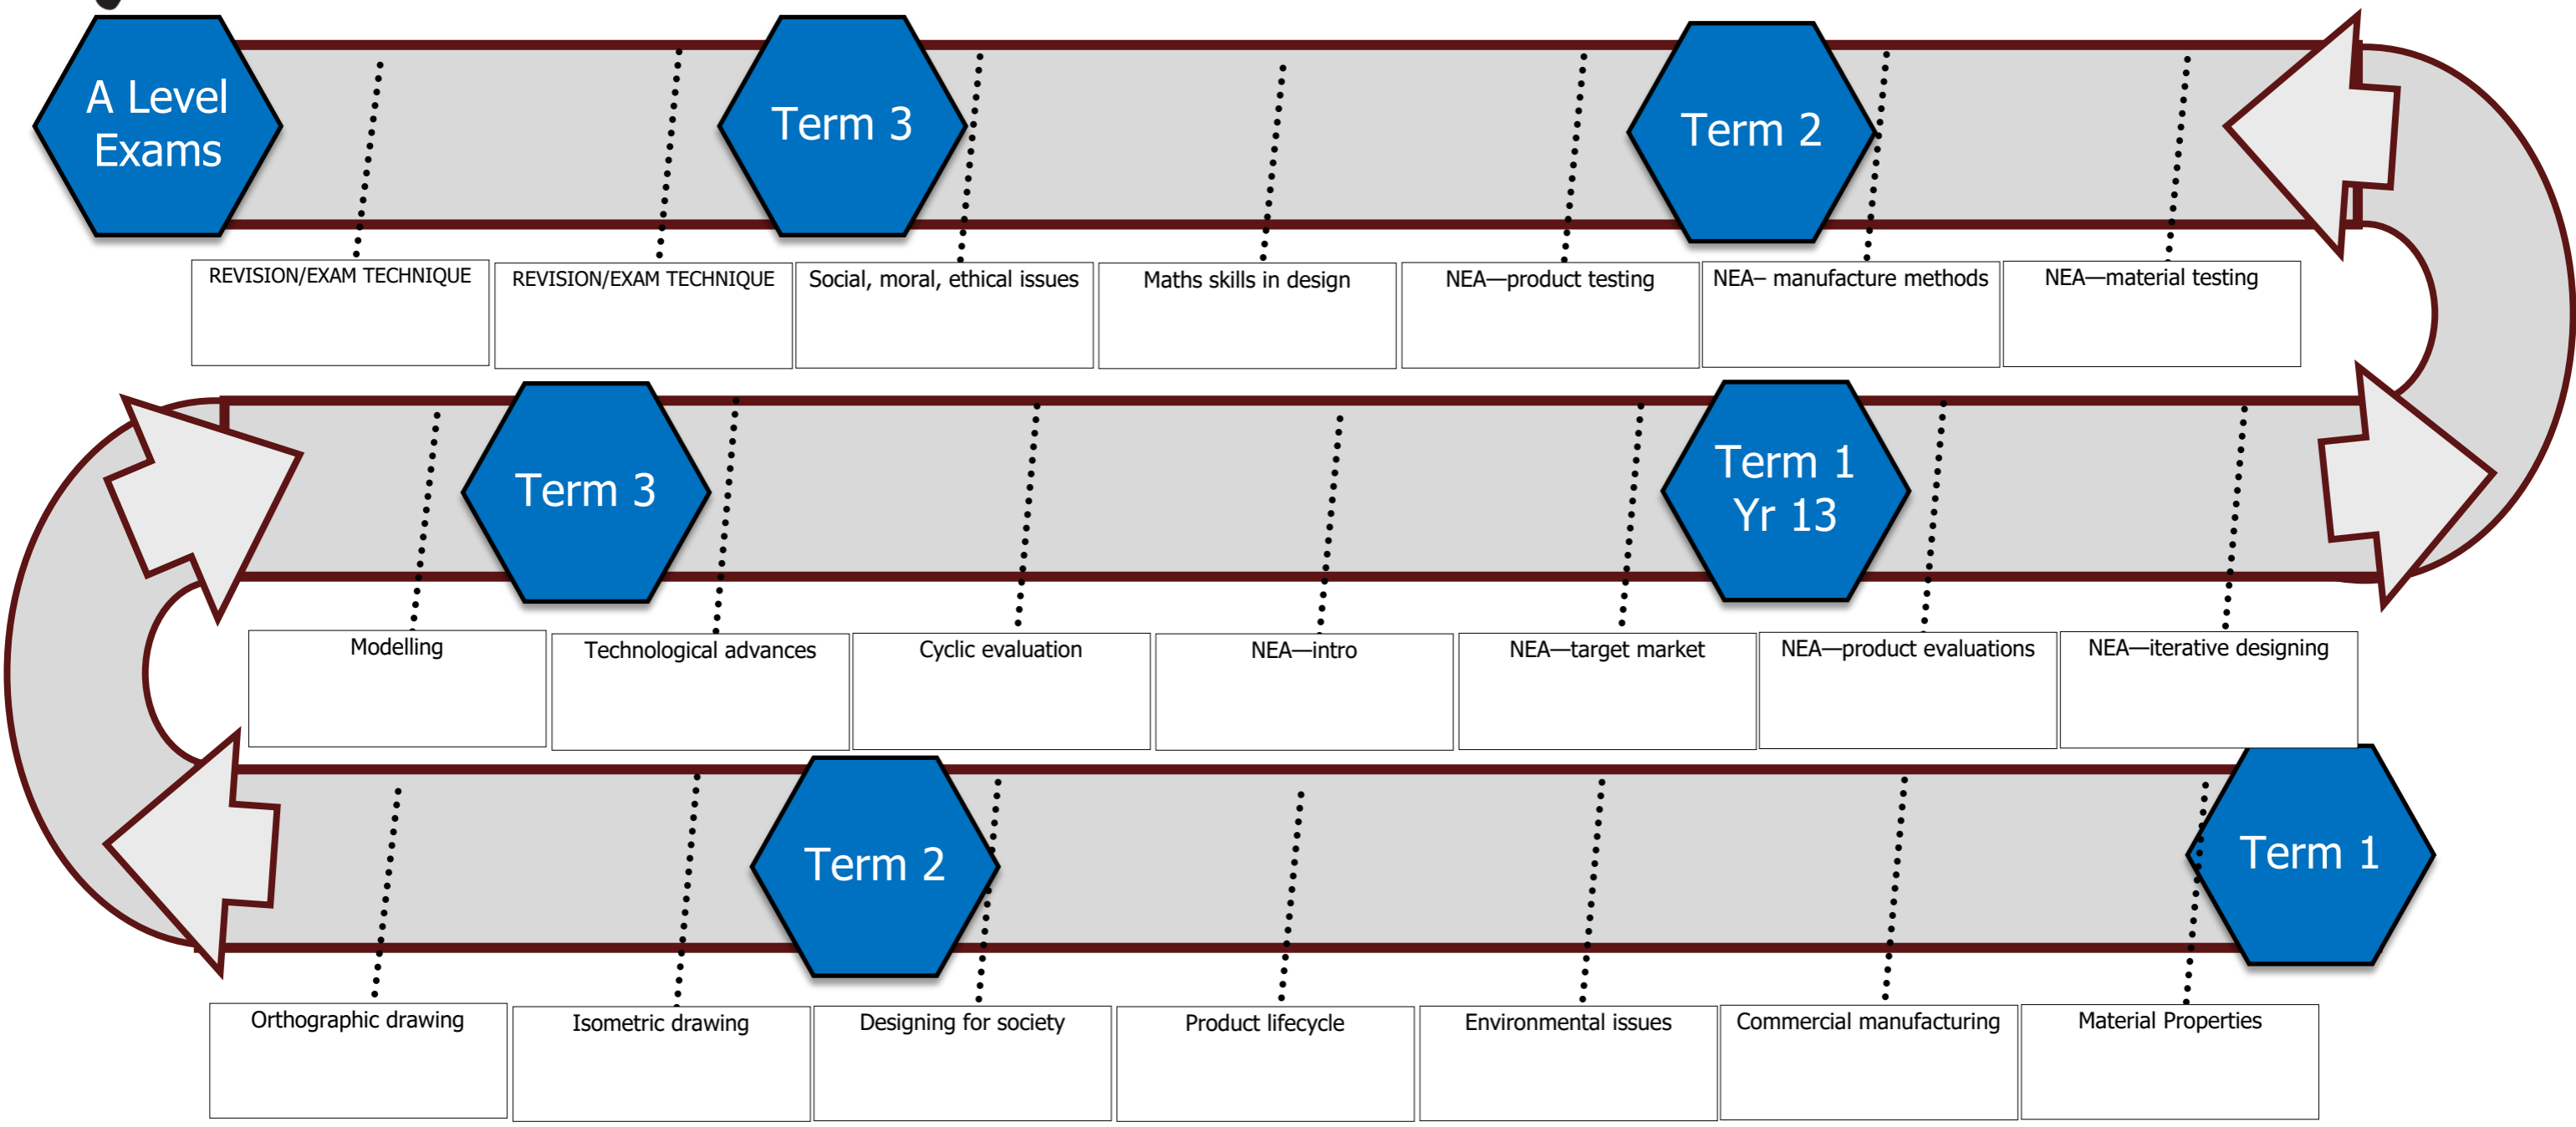 A Level
Exams
Term 3
Term 2
REVISION/EXAM TECHNIQUE
REVISION/EXAM TECHNIQUE
Social, moral, ethical issues
Maths skills in design
NEA—product testing
NEA– manufacture methods
NEA—material testing
Term 3
Term 1
Yr 13
Modelling
Technological advances
Cyclic evaluation
NEA—intro
NEA—target market
NEA—product evaluations
NEA—iterative designing
Term 2
Term 1
Orthographic drawing
Isometric drawing
Designing for society
Product lifecycle
Environmental issues
Commercial manufacturing
Material Properties